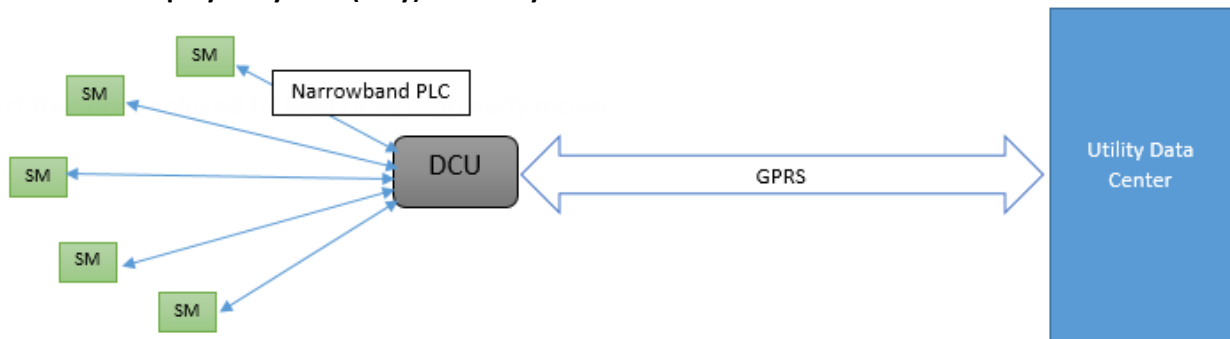 SM
SM
Narrowband PLC
SM
DCU
GPRS
Utility Data
Center
SM
SM